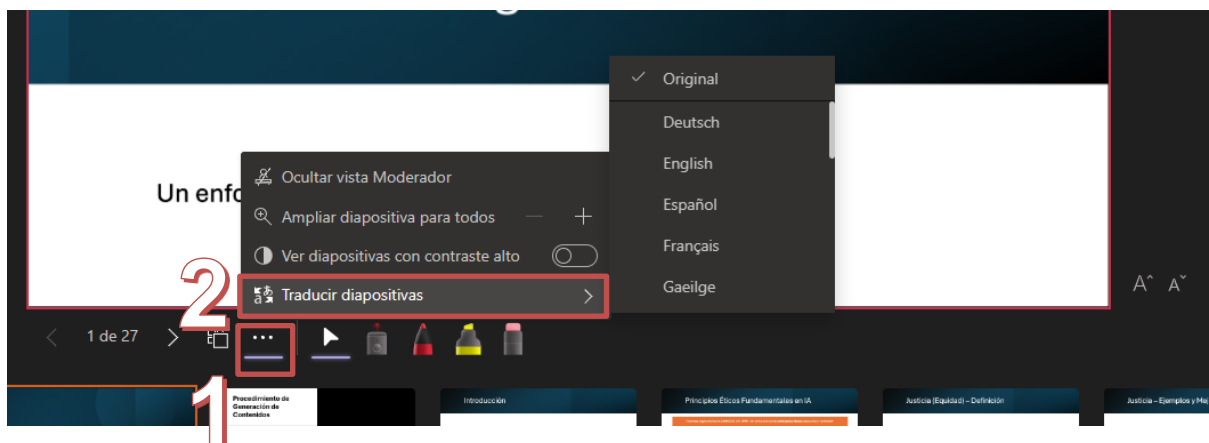 Original
Deutsch
English
Español
Français
Gaeilge
Un enfo
Ocultar vista Moderador
Ampliar diapositiva para todos
Ver diapositivas con contraste alto
Traducir diapositivas
2
A^ A˅
1 de 27
...
1
Procedimiento de
Generación de
Contenidos
Introducción
Principios Éticos Fundamentales en IA
Justicia (Equidad) – Definición
Justicia – Ejemplos y Mej